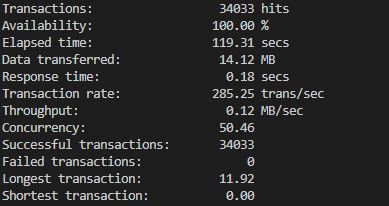 Transactions: 34033 hits
Availability: 100.00 %
Elapsed time: 119.31 secs
Data transferred: 14.12 MB
Response time: 0.18 secs
Transaction rate: 285.25 trans/sec
Throughput: 0.12 MB/sec
Concurrency: 50.46
Successful transactions: 34033
Failed transactions: 0
Longest transaction: 11.92
Shortest transaction: 0.00